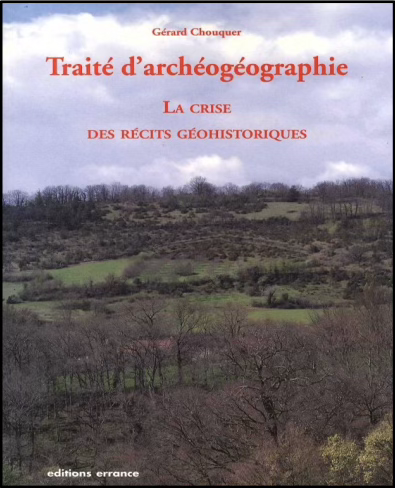 Gérard Chouquer
Traité d'archéogéographie
LA CRISE
DES RÉCITS GÉOHISTORIQUES
editions errance